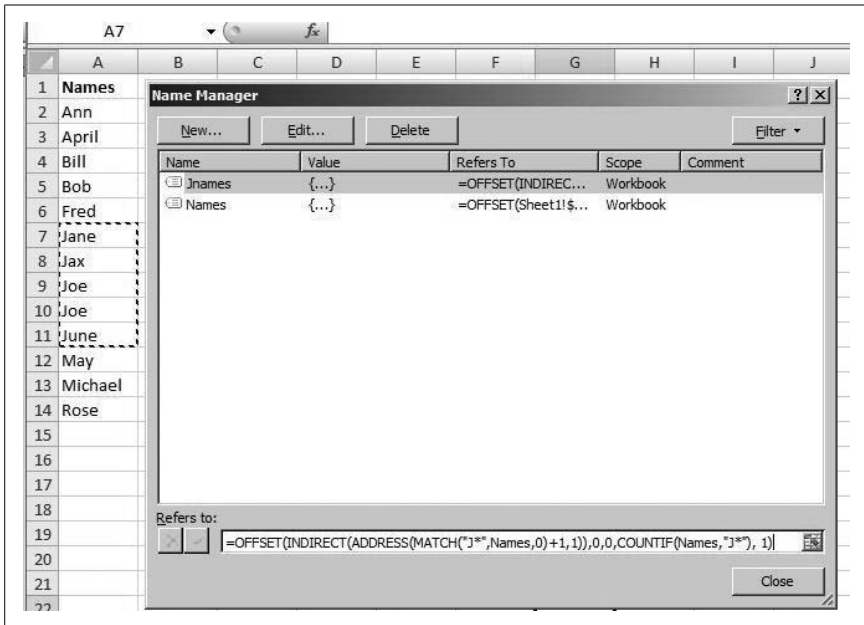 A7 fx
A B C D E F G H I J
1 Names
2 Ann
3 April
4 Bill
5 Bob
6 Fred
7 Jane
8 Jax
9 Joe
10 Joe
11 June
12 May
13 Michael
14 Rose
15
16
17
18
19
20
21
22
Name Manager
New... Edit... Delete Filter
Name Value Refers To Scope Comment
Jnames {...} =OFFSET(INDIREC... Workbook
Names {...} =OFFSET(Sheet1!$... Workbook
Refers to:
=OFFSET(INDIRECT(ADDRESS(MATCH("J*",Names,0)+1,1)),0,0,COUNTIF(Names,"J*"), 1)
Close